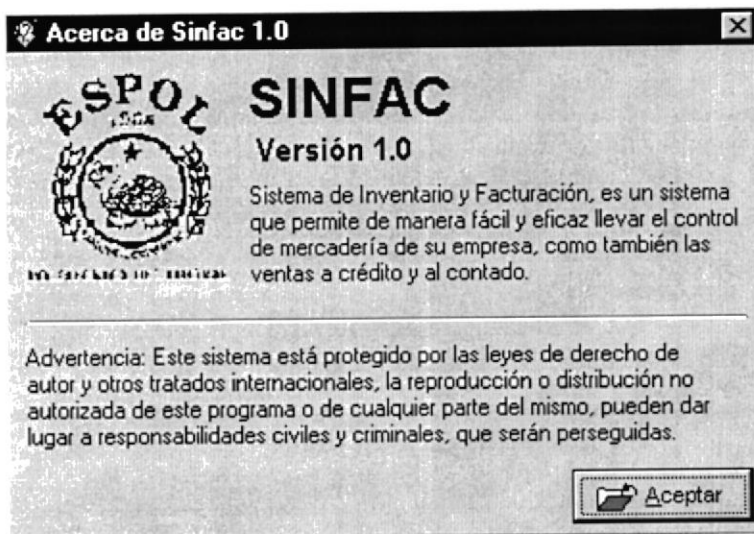 Acerca de Sinfac 1.0
ESPOL
SINFAC
Versión 1.0
Sistema de Inventario y Facturación, es un sistema
que permite de manera fácil y eficaz llevar el control
de mercadería de su empresa, como también las
ventas a crédito y al contado.
Advertencia: Este sistema está protegido por las leyes de derecho de
autor y otros tratados internacionales, la reproducción o distribución no
autorizada de este programa o de cualquier parte del mismo, pueden dar
lugar a responsabilidades civiles y criminales, que serán perseguidas.
Aceptar